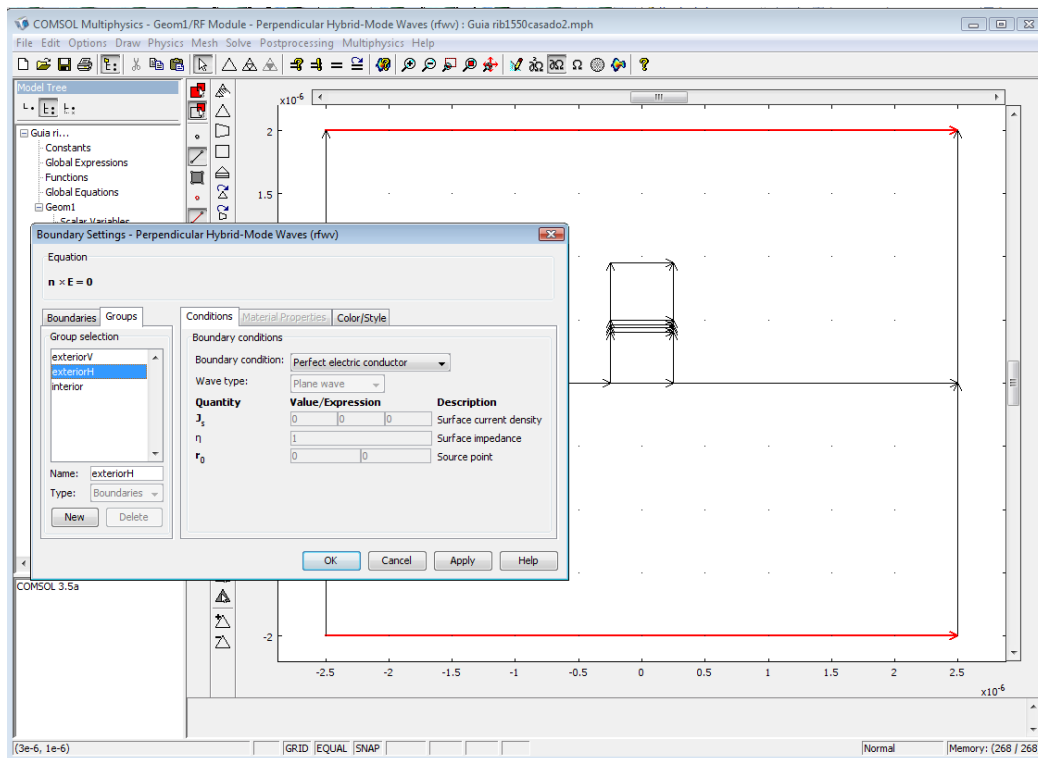 COMSOL Multiphysics - Geom1/RF Module - Perpendicular Hybrid-Mode Waves (rfwv) : Guia rib1550casado2.mph
File Edit Options Draw Physics Mesh Solve Postprocessing Multiphysics Help
Model Tree
Guia ri...
Constants
Global Expressions
Functions
Global Equations
Geom1
Scalar Variables
x10^-6
2
1.5
-2
-2.5 -2 -1.5 -1 -0.5 0 0.5 1 1.5 2 2.5
x10^-6
Boundary Settings - Perpendicular Hybrid-Mode Waves (rfwv)
Equation
n × E = 0
Boundaries Groups
Group selection
exteriorV
exteriorH
interior
Name: exteriorH
Type: Boundaries
New Delete
Conditions Material Properties Color/Style
Boundary conditions
Boundary condition: Perfect electric conductor
Wave type: Plane wave
Quantity Value/Expression Description
Js 0 0 0 Surface current density
η 1 Surface impedance
r0 0 0 Source point
OK Cancel Apply Help
COMSOL 3.5a
(3e-6, 1e-6) GRID EQUAL SNAP Normal Memory: (268 / 268